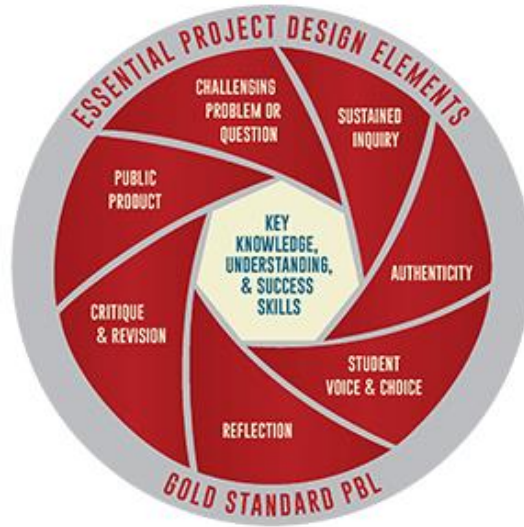 ESSENTIAL PROJECT DESIGN ELEMENTS
CHALLENGING
PROBLEM OR
QUESTION
SUSTAINED
INQUIRY
AUTHENTICITY
STUDENT
VOICE & CHOICE
REFLECTION
CRITIQUE
& REVISION
PUBLIC
PRODUCT
KEY
KNOWLEDGE,
UNDERSTANDING,
& SUCCESS
SKILLS
GOLD STANDARD PBL